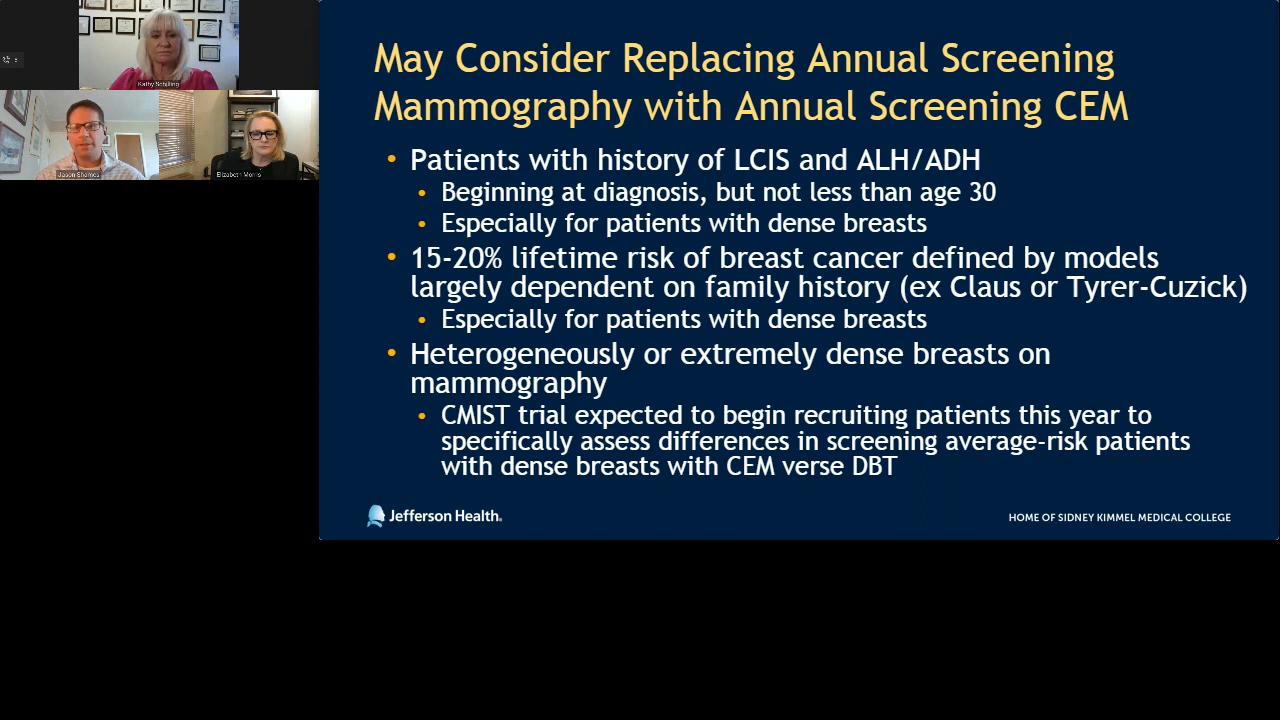 Kathy Schilling
Jason Shames
Elizabeth Morris
May Consider Replacing Annual Screening
Mammography with Annual Screening CEM
• Patients with history of LCIS and ALH/ADH
• Beginning at diagnosis, but not less than age 30
• Especially for patients with dense breasts
• 15-20% lifetime risk of breast cancer defined by models
largely dependent on family history (ex Claus or Tyrer-Cuzick)
• Especially for patients with dense breasts
• Heterogeneously or extremely dense breasts on
mammography
• CMIST trial expected to begin recruiting patients this year to
specifically assess differences in screening average-risk patients
with dense breasts with CEM verse DBT
Jefferson Health.
HOME OF SIDNEY KIMMEL MEDICAL COLLEGE